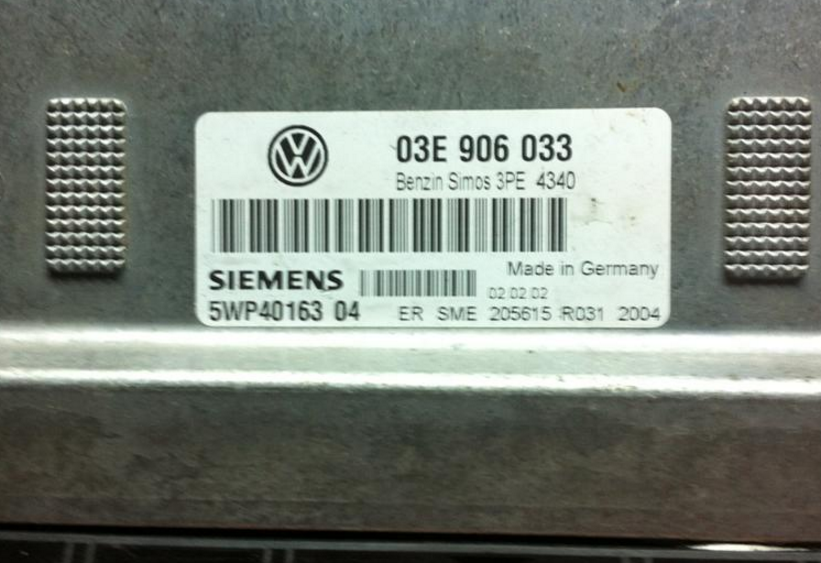 03E 906 033
Benzin Simos 3PE 4340
Made in Germany
SIEMENS
02 02 02
5WP40163 04 ER SME 205615 R031 2004